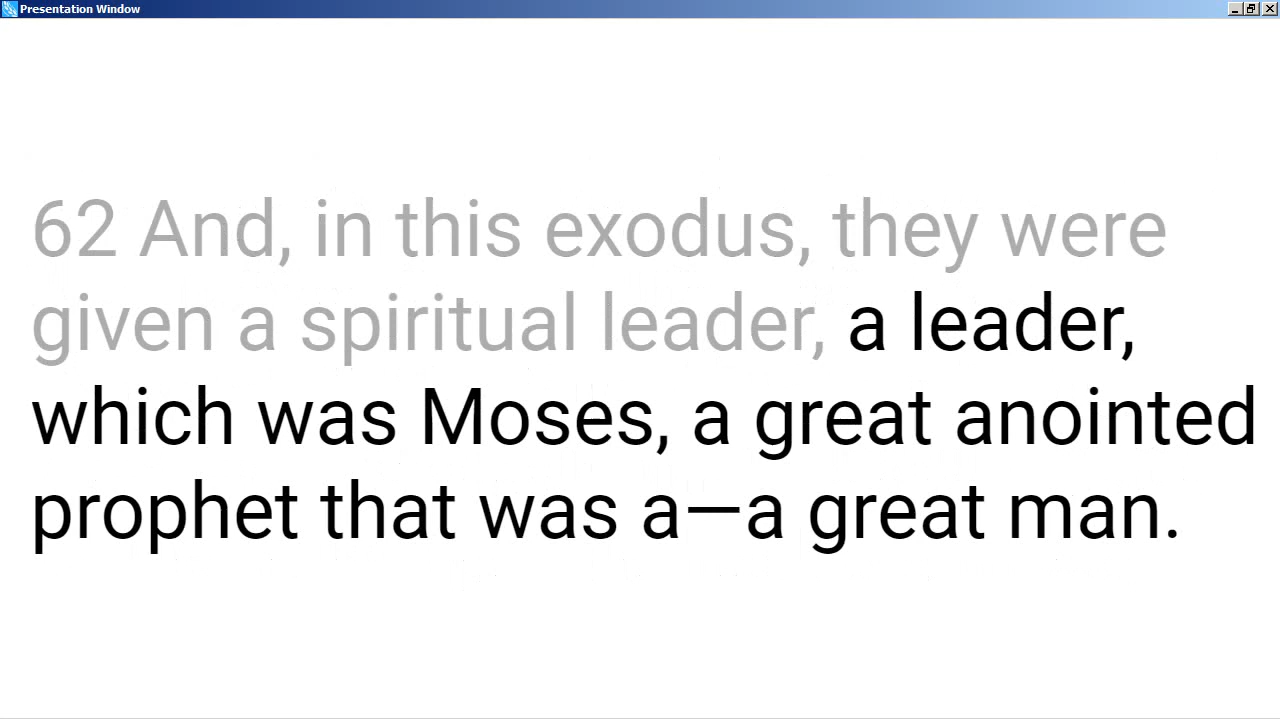 Presentation Window
62 And, in this exodus, they were
given a spiritual leader, a leader,
which was Moses, a great anointed
prophet that was a—a great man.